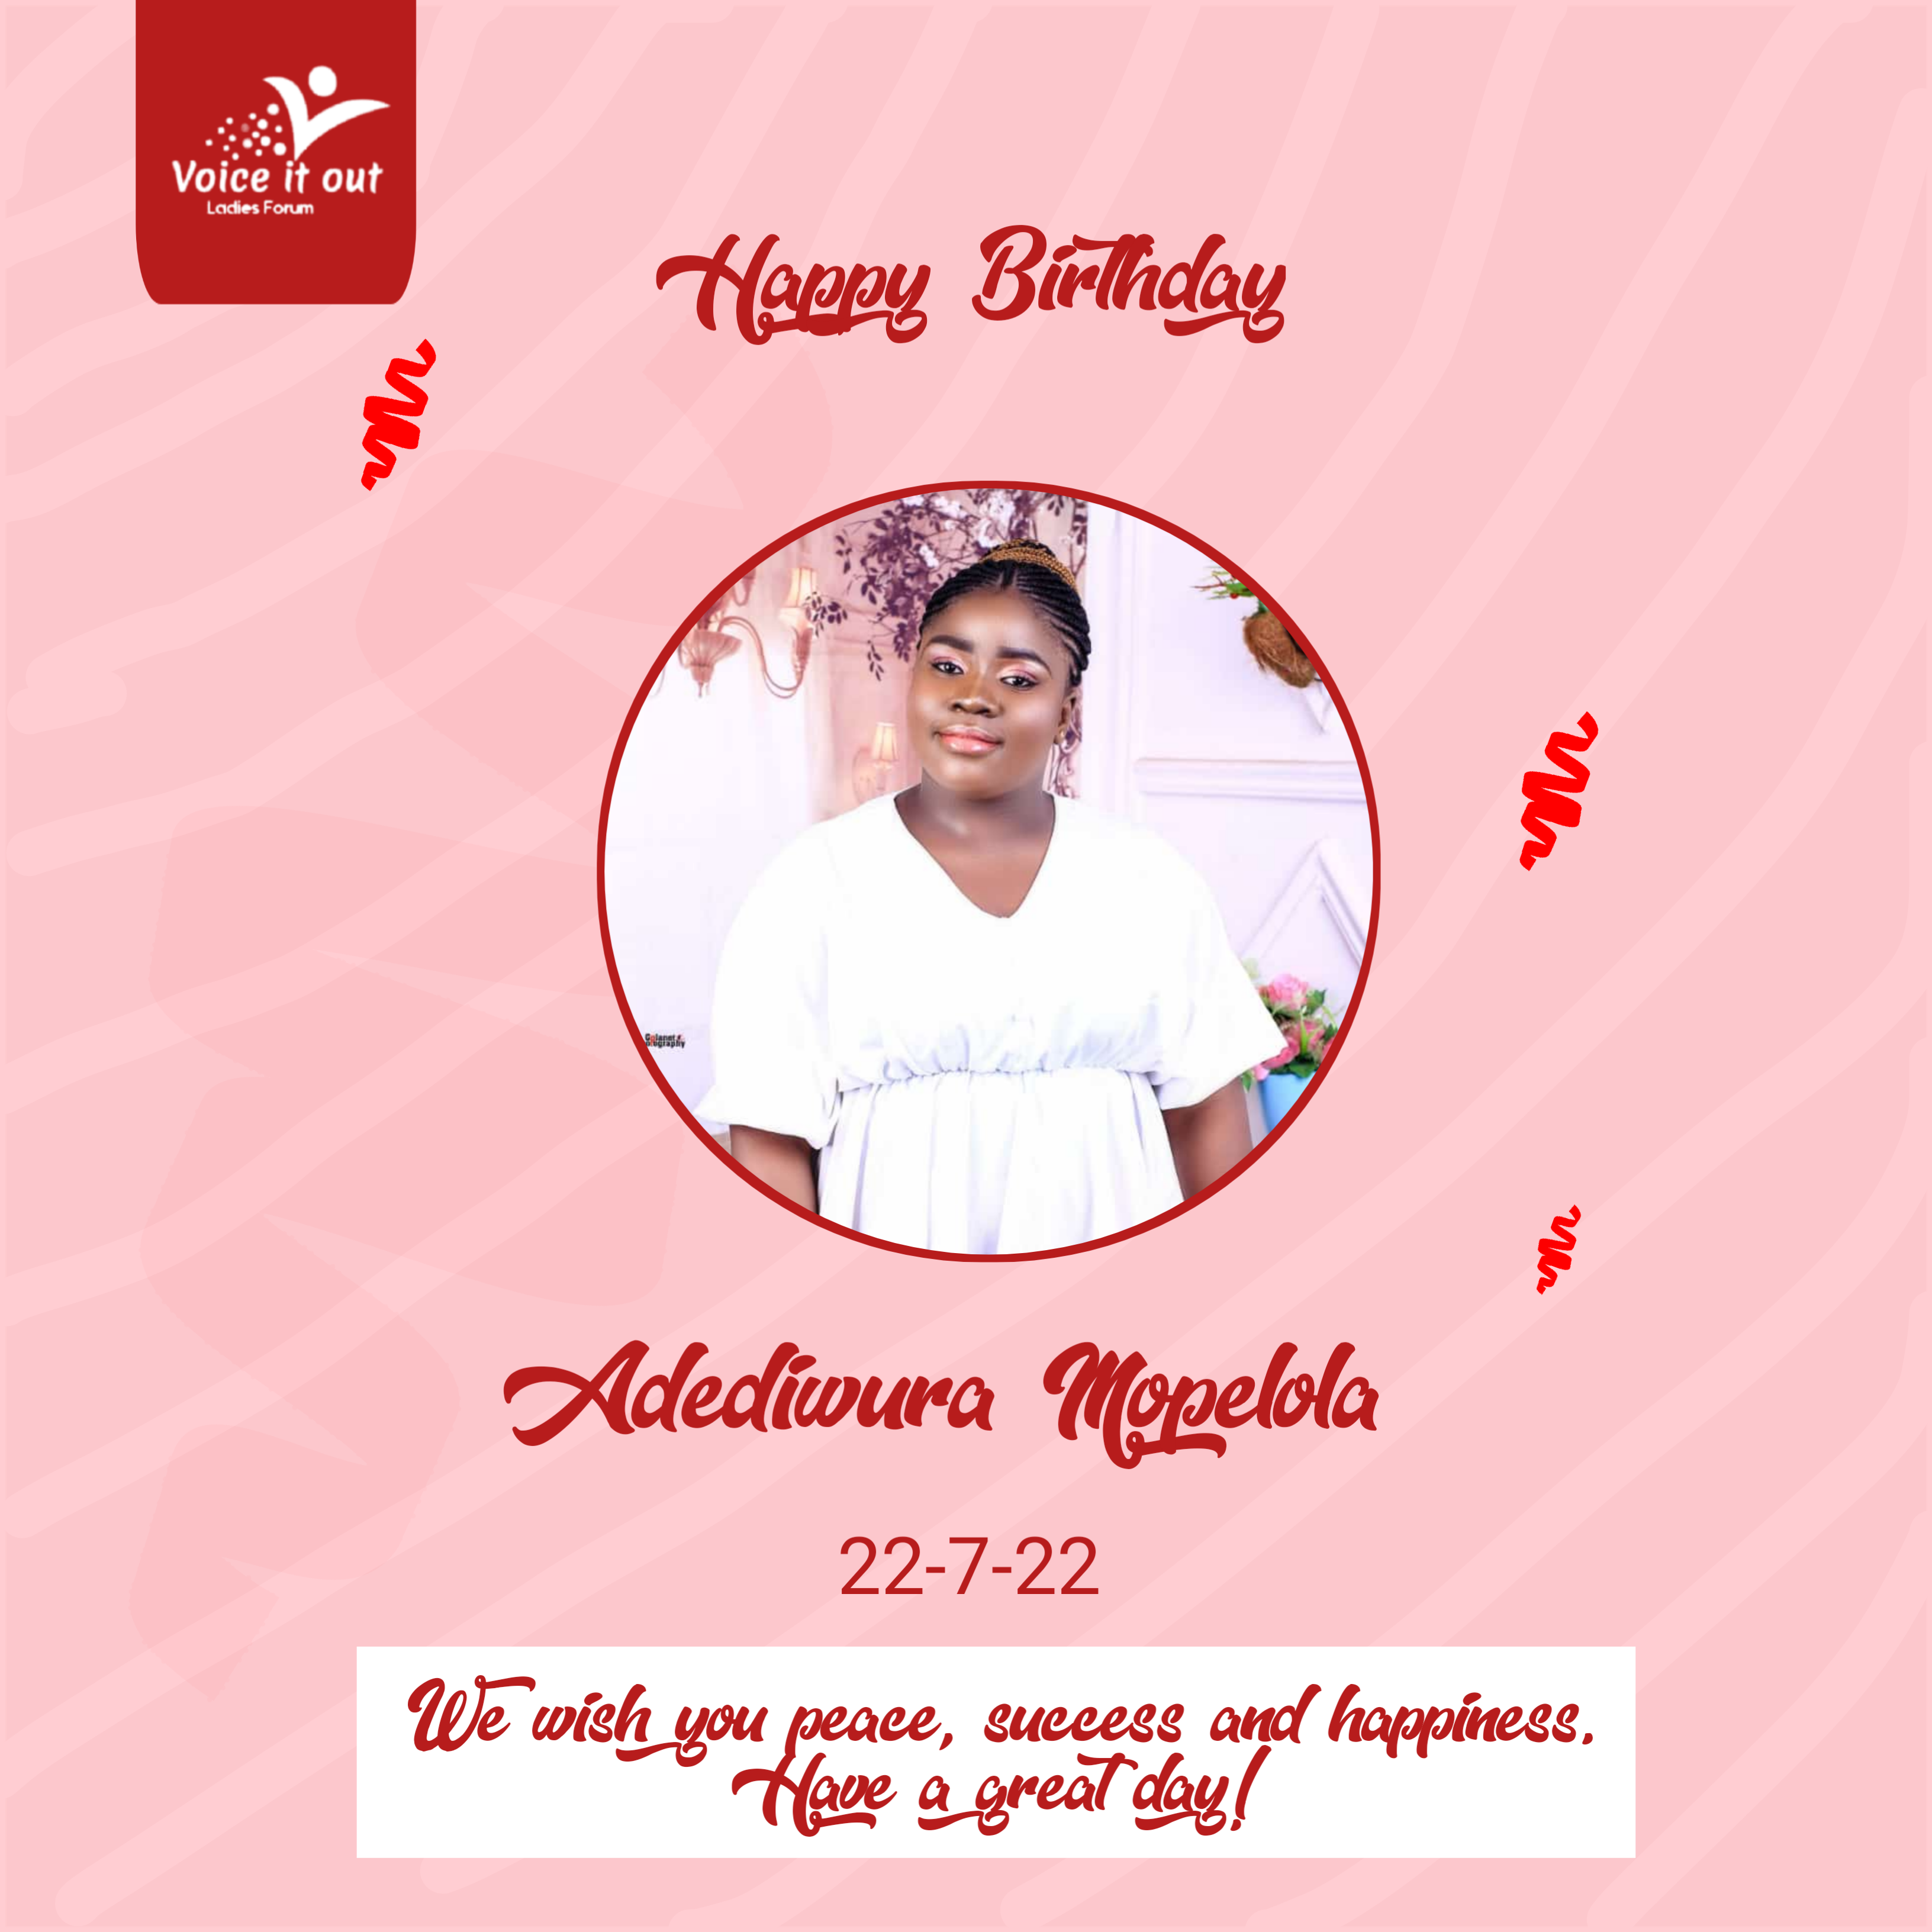 Voice it out
Ladies Forum
Happy Birthday
Adediwura Mopelola
22-7-22
We wish you peace, success and happiness.
Have a great day!